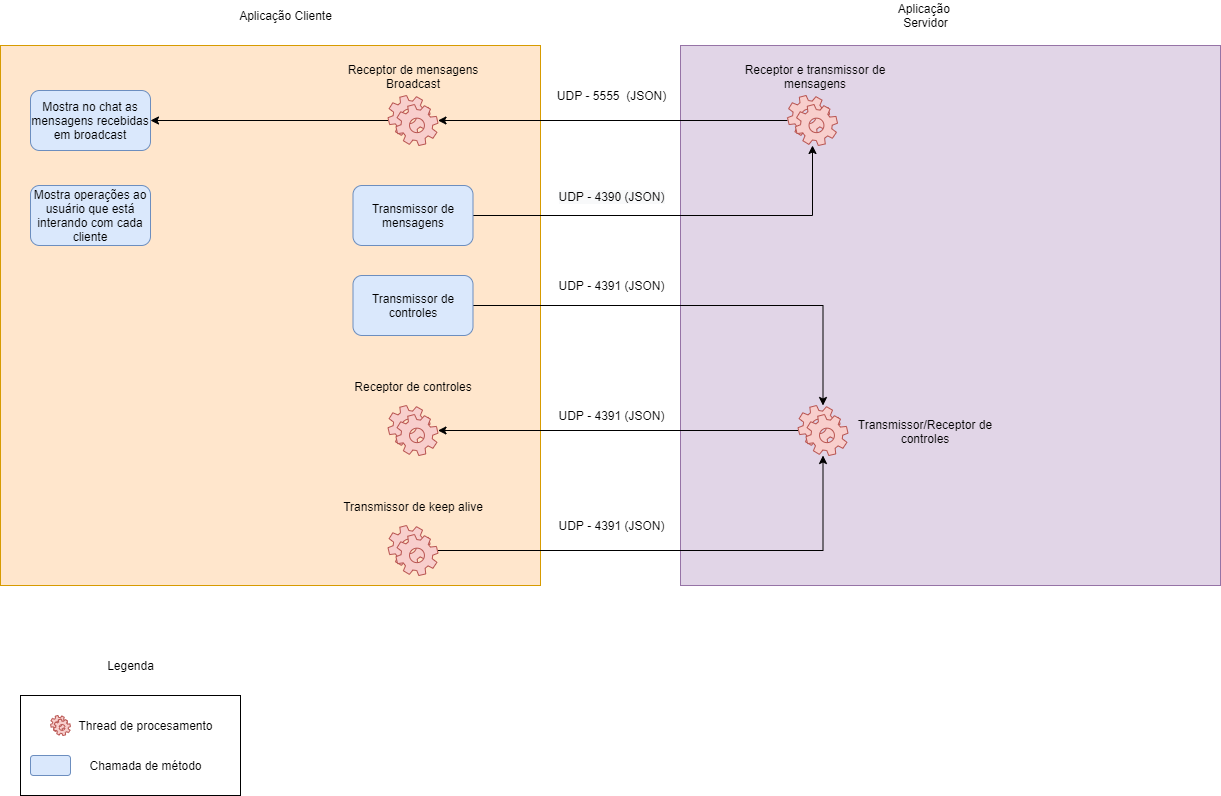 Aplicação Cliente
Aplicação
Servidor
Receptor de mensagens
Broadcast
UDP - 5555  (JSON)
Receptor e transmissor de
mensagens
Mostra no chat as
mensagens recebidas
em broadcast
Mostra operações ao
usuário que está
interando com cada
cliente
Transmissor de
mensagens
UDP - 4390 (JSON)
Transmissor de
controles
UDP - 4391 (JSON)
Receptor de controles
UDP - 4391 (JSON)
Transmissor/Receptor de
controles
Transmissor de keep alive
UDP - 4391 (JSON)
Legenda
Thread de procesamento
Chamada de método